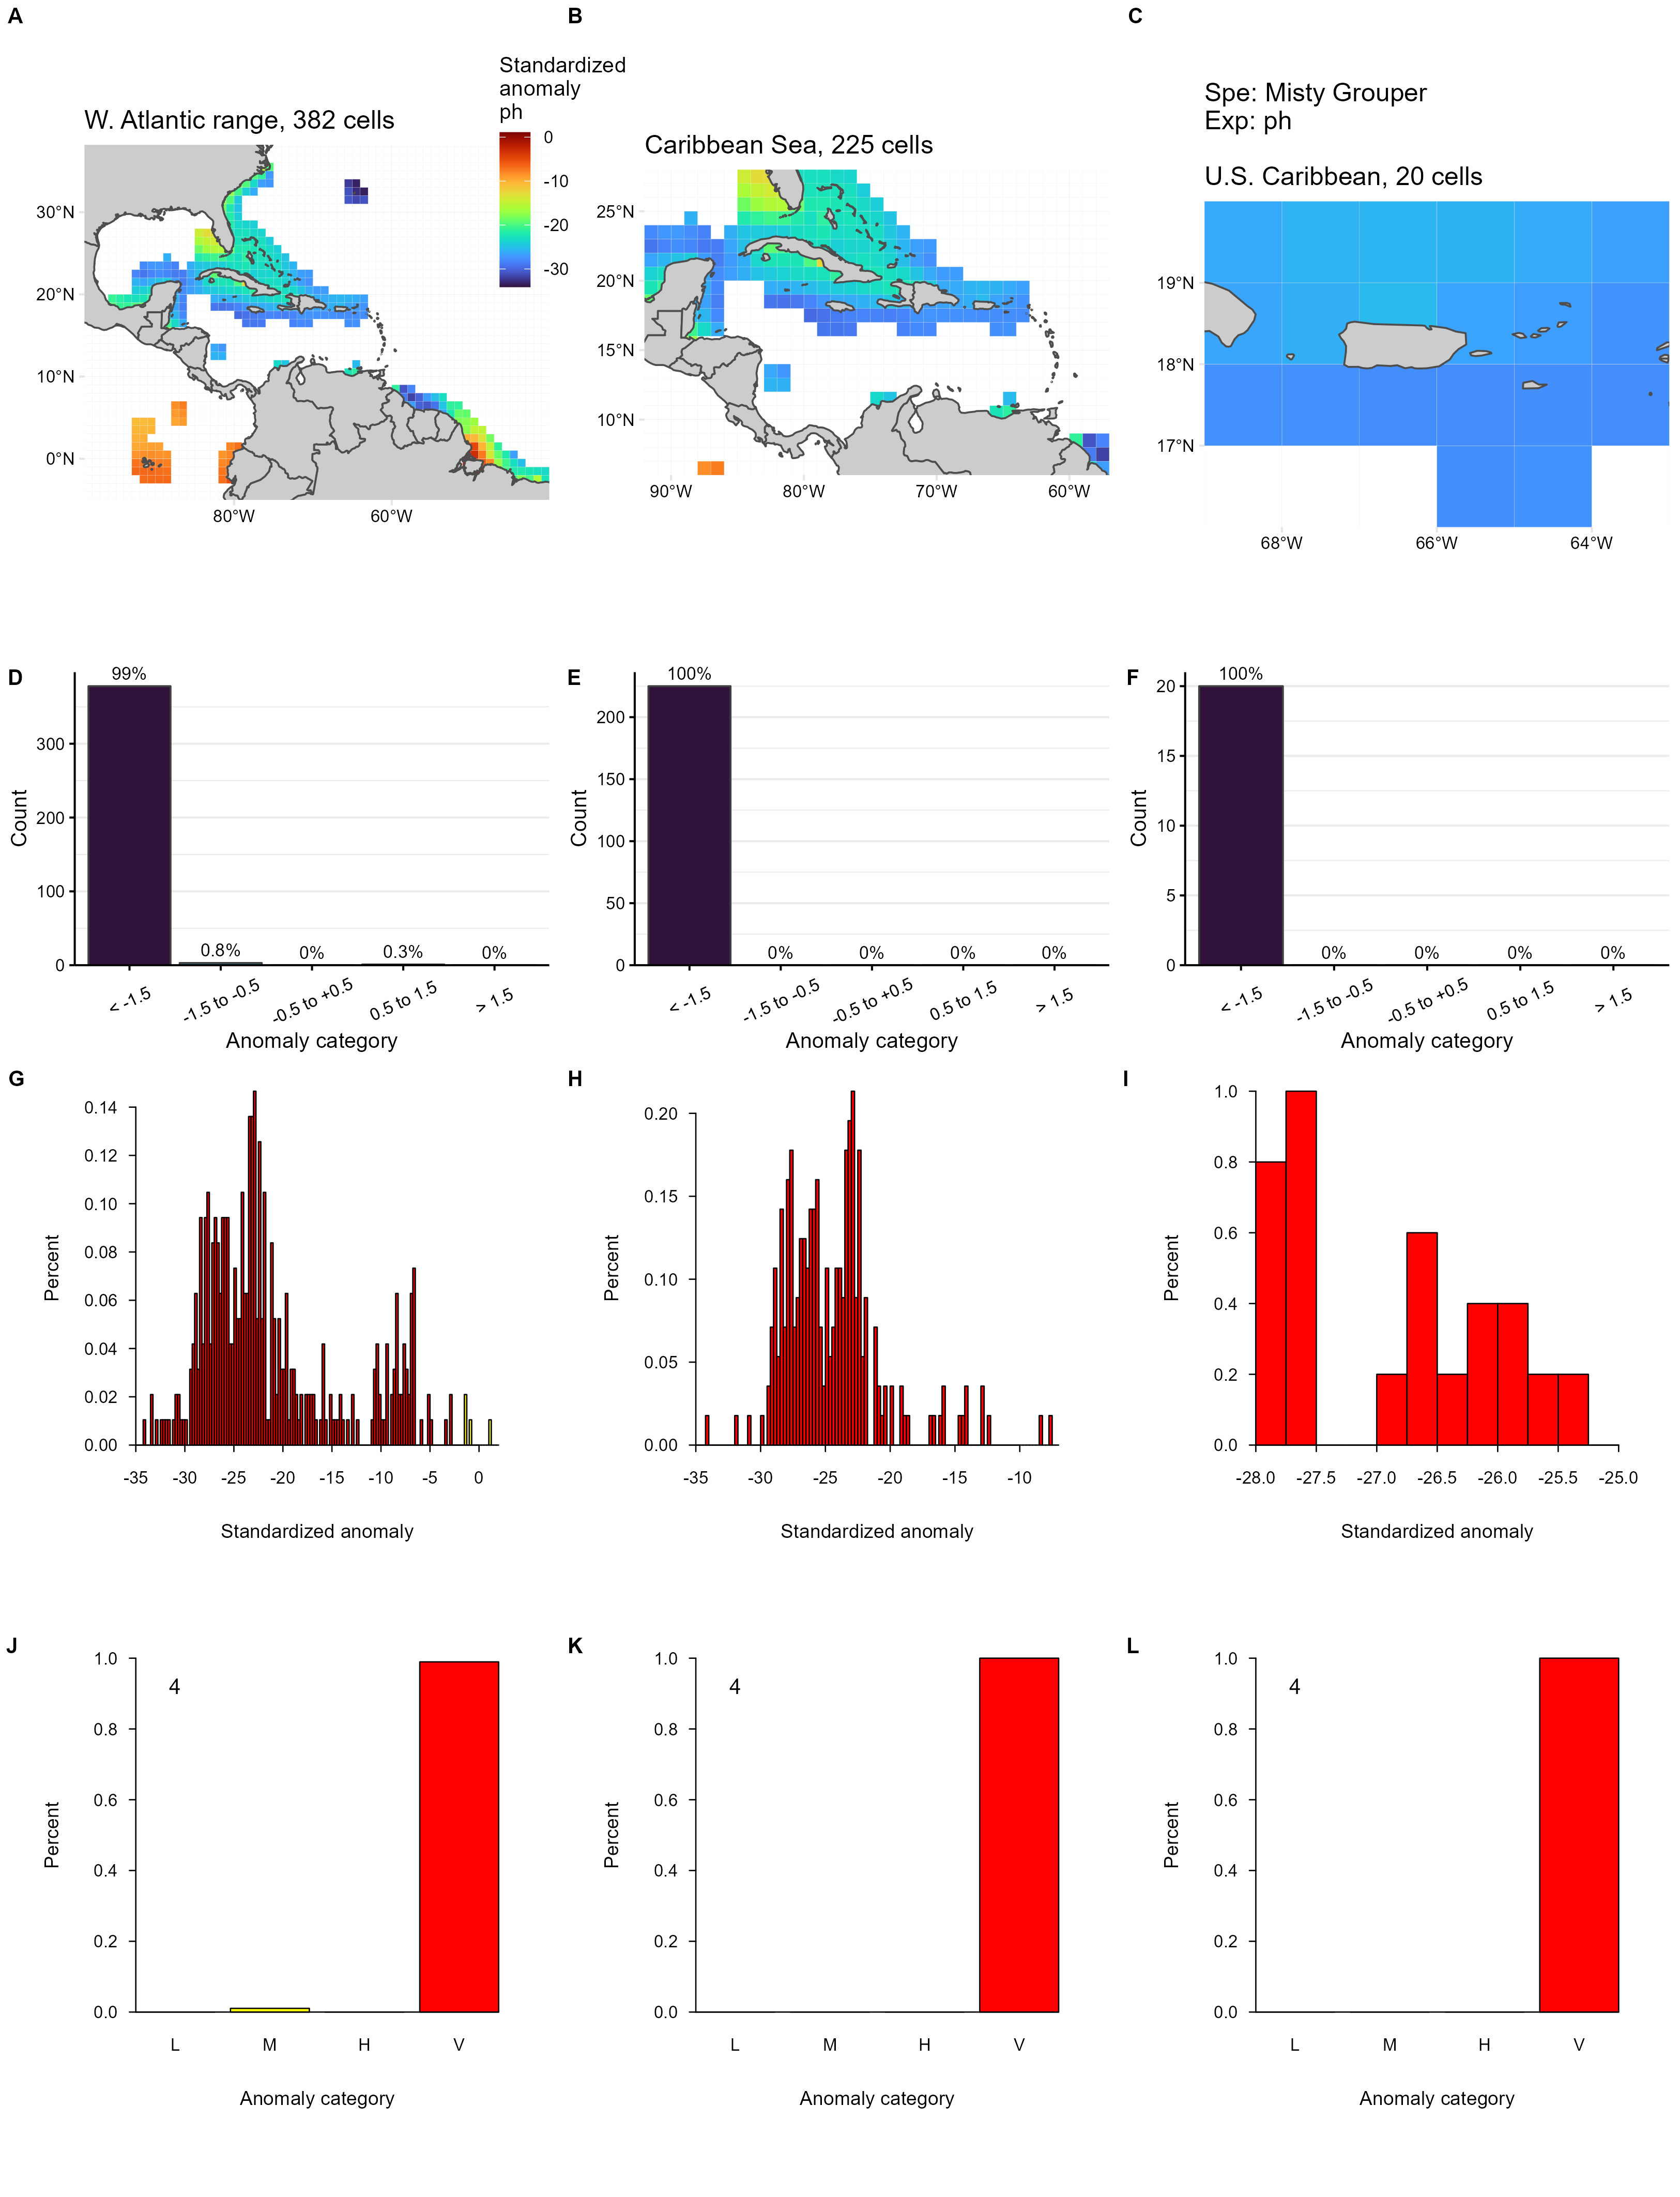 A
B
C
Standardized
anomaly
ph
0
-10
-20
-30
W. Atlantic range, 382 cells
30°N
20°N
10°N
0°N
80°W
60°W
Caribbean Sea, 225 cells
25°N
20°N
15°N
10°N
90°W
80°W
70°W
60°W
Spe: Misty Grouper
Exp: ph
U.S. Caribbean, 20 cells
19°N
18°N
17°N
68°W
66°W
64°W
D
Count
300
200
100
0
99%
0.8%
0%
0.3%
0%
< -1.5
-1.5 to -0.5
-0.5 to +0.5
0.5 to 1.5
> 1.5
Anomaly category
E
Count
200
150
100
50
0
100%
0%
0%
0%
0%
< -1.5
-1.5 to -0.5
-0.5 to +0.5
0.5 to 1.5
> 1.5
Anomaly category
F
Count
20
15
10
5
0
100%
0%
0%
0%
0%
< -1.5
-1.5 to -0.5
-0.5 to +0.5
0.5 to 1.5
> 1.5
Anomaly category
G
Percent
0.14
0.12
0.10
0.08
0.06
0.04
0.02
0.00
-35
-30
-25
-20
-15
-10
-5
0
Standardized anomaly
H
Percent
0.20
0.15
0.10
0.05
0.00
-35
-30
-25
-20
-15
-10
Standardized anomaly
I
Percent
1.0
0.8
0.6
0.4
0.2
0.0
-28.0
-27.5
-27.0
-26.5
-26.0
-25.5
-25.0
Standardized anomaly
J
Percent
1.0
0.8
0.6
0.4
0.2
0.0
4
L
M
H
V
Anomaly category
K
Percent
1.0
0.8
0.6
0.4
0.2
0.0
4
L
M
H
V
Anomaly category
L
Percent
1.0
0.8
0.6
0.4
0.2
0.0
4
L
M
H
V
Anomaly category